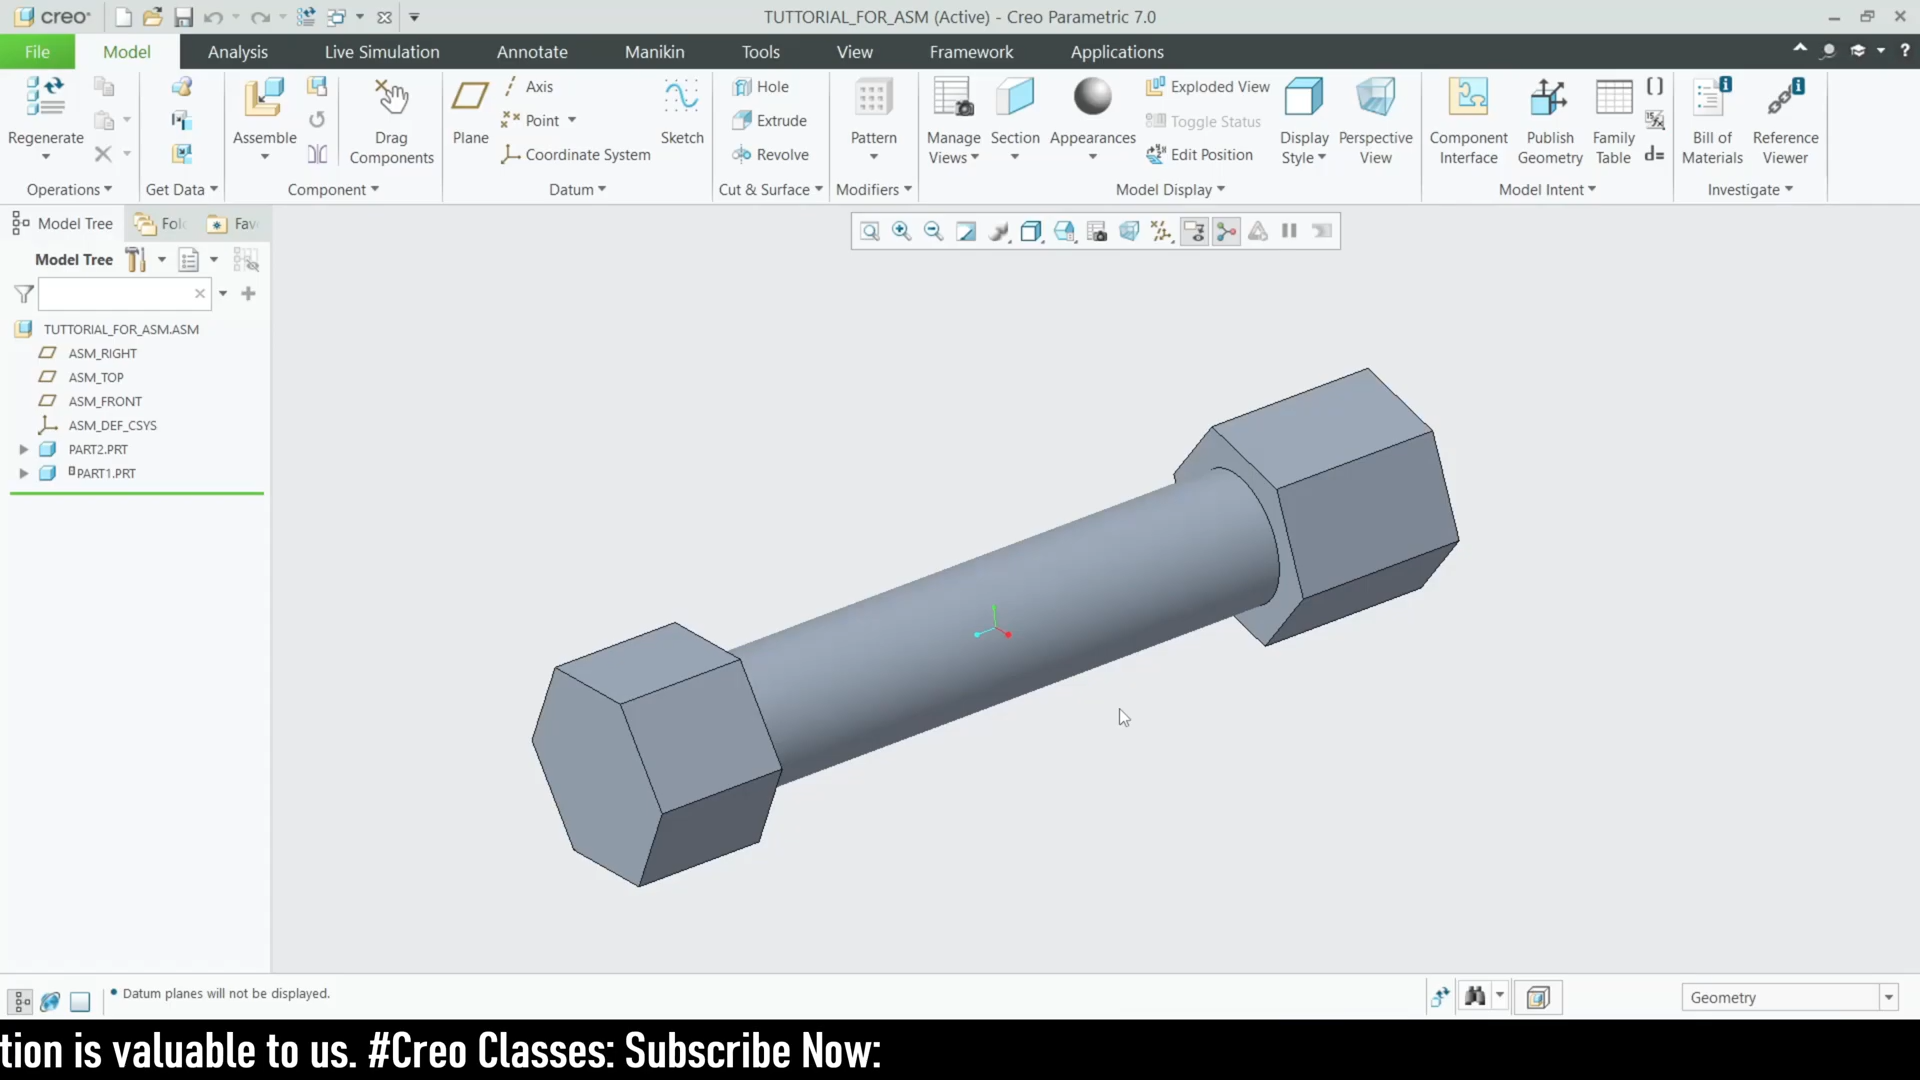 creo
TUTTORIAL_FOR_ASM (Active) - Creo Parametric 7.0
File Model Analysis Live Simulation Annotate Manikin Tools View Framework Applications
Regenerate
Operations
Get Data
Assemble
Drag Components
Component
Plane
Axis
Point
Coordinate System
Sketch
Datum
Hole
Extrude
Revolve
Cut & Surface
Pattern
Modifiers
Manage Views
Section
Appearances
Exploded View
Toggle Status
Edit Position
Display Style
Perspective View
Model Display
Component Interface
Publish Geometry
Family Table
d=
Model Intent
Bill of Materials
Reference Viewer
Investigate
Model Tree Fol Fav
Model Tree
TUTTORIAL_FOR_ASM.ASM
ASM_RIGHT
ASM_TOP
ASM_FRONT
ASM_DEF_CSYS
PART2.PRT
PART1.PRT
Datum planes will not be displayed.
Geometry
tion is valuable to us. #Creo Classes: Subscribe Now: